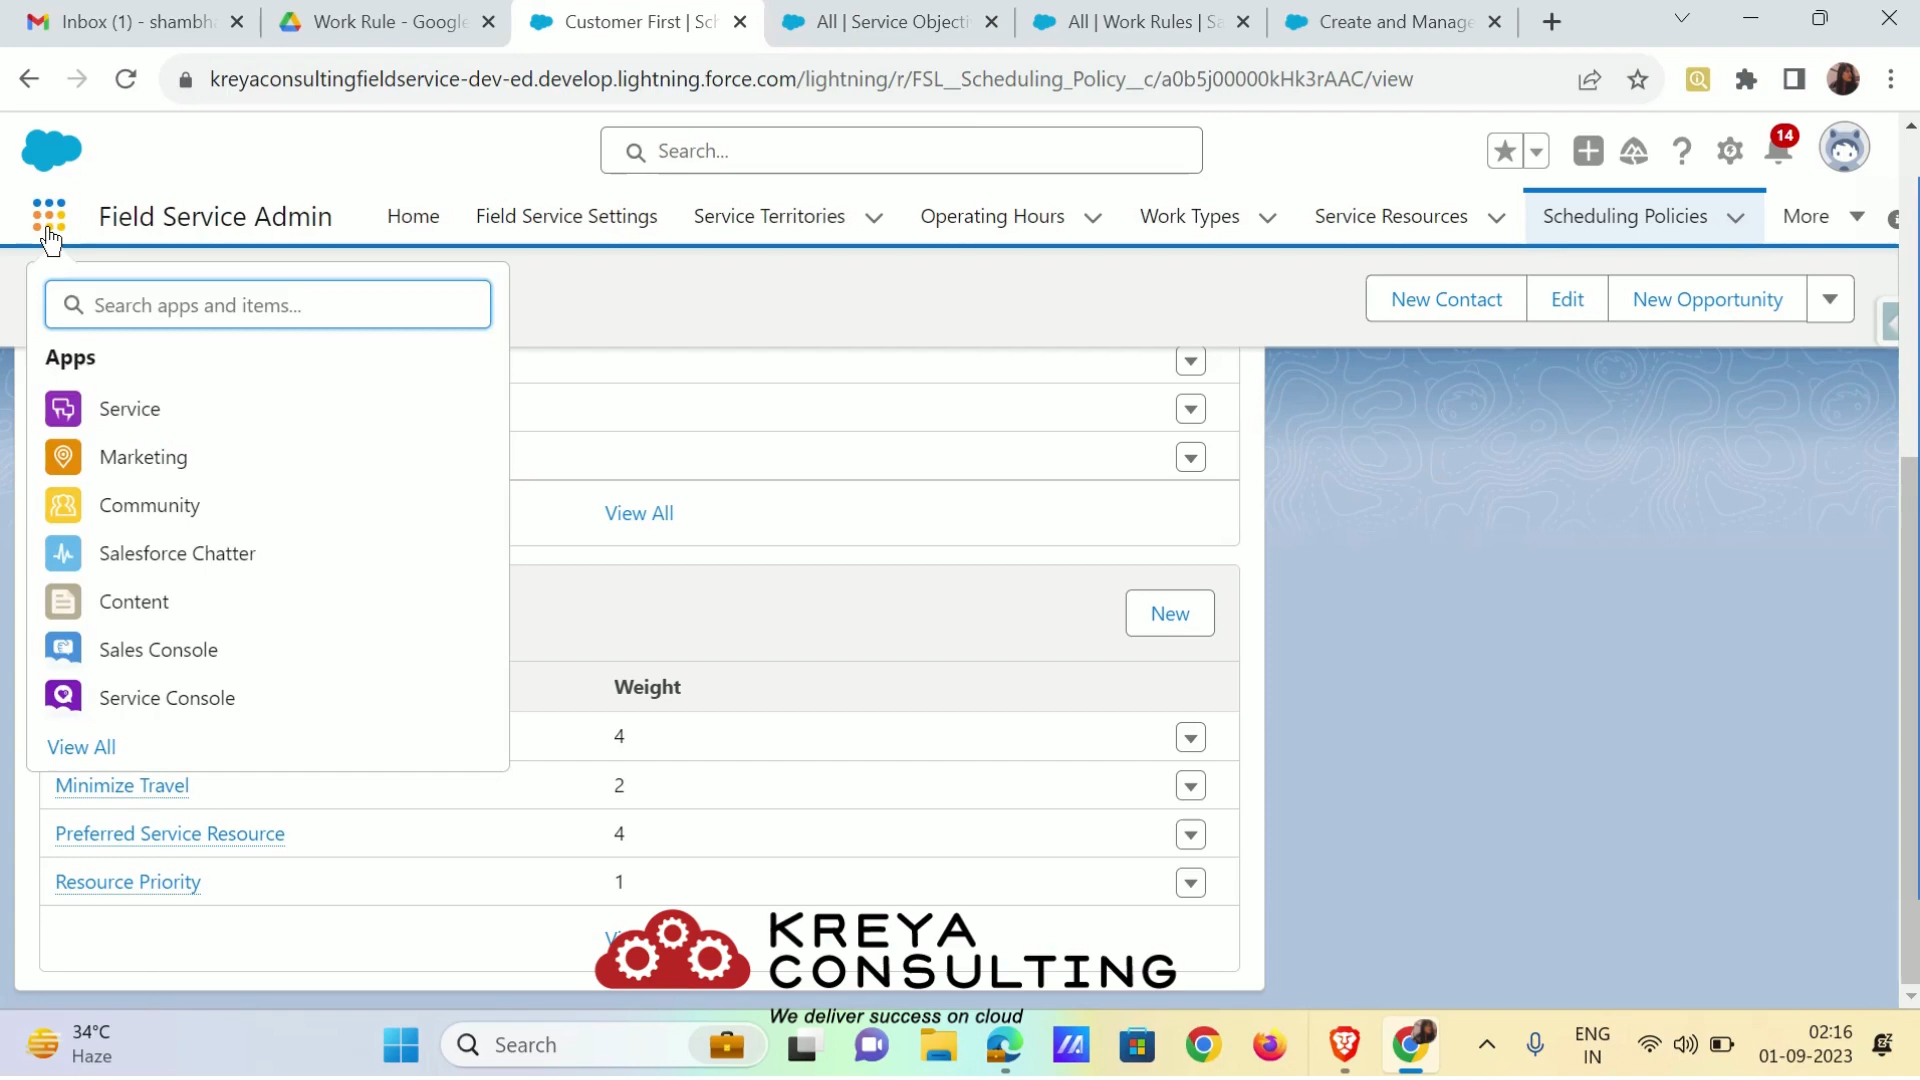 Inbox (1) - shambh
Work Rule - Google
Customer First | Sch
All | Service Objecti
All | Work Rules | Sa
Create and Manage
kreyaconsultingfieldservice-dev-ed.develop.lightning.force.com/lightning/r/FSL__Scheduling_Policy__c/a0b5j00000kHk3rAAC/view
Search...
14
Field Service Admin
Home
Field Service Settings
Service Territories
Operating Hours
Work Types
Service Resources
Scheduling Policies
More
Search apps and items...
New Contact
Edit
New Opportunity
Apps
Service
Marketing
Community
Salesforce Chatter
Content
Sales Console
Service Console
View All
View All
New
Weight
4
Minimize Travel
2
Preferred Service Resource
4
Resource Priority
1
KREYA
CONSULTING
We deliver success on cloud
34°C
Haze
Search
ENG
IN
02:16
01-09-2023